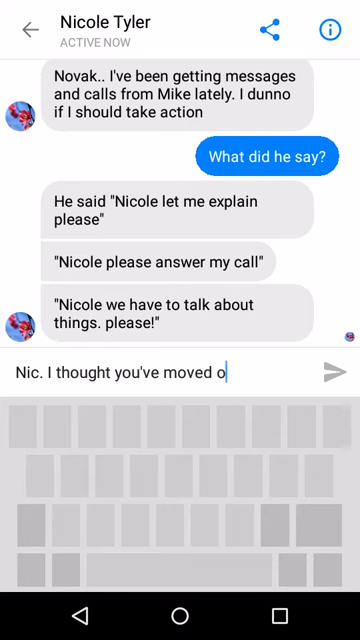 Nicole Tyler
ACTIVE NOW
Novak.. I've been getting messages
and calls from Mike lately. I dunno
if I should take action
What did he say?
He said "Nicole let me explain
please"
"Nicole please answer my call"
"Nicole we have to talk about
things. please!"
Nic. I thought you've moved o